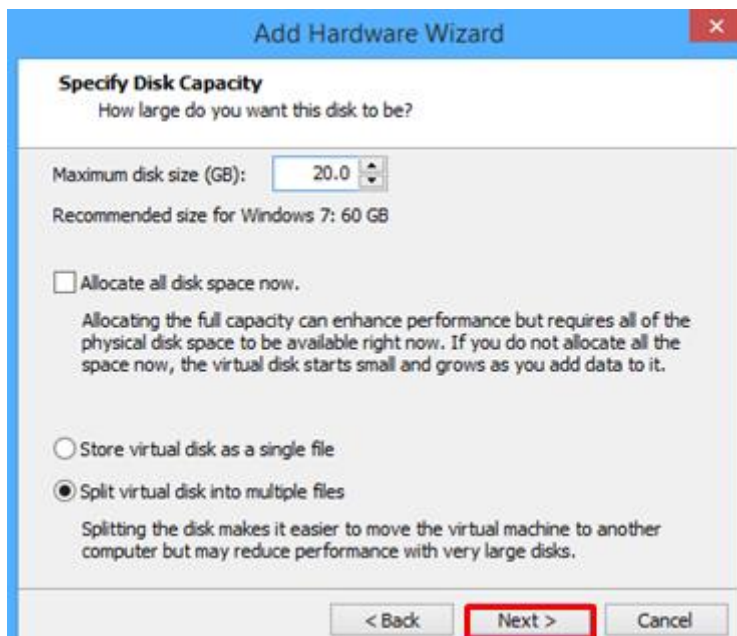 Add Hardware Wizard
Specify Disk Capacity
How large do you want this disk to be?
Maximum disk size (GB): 20.0
Recommended size for Windows 7: 60 GB
Allocate all disk space now.
Allocating the full capacity can enhance performance but requires all of the
physical disk space to be available right now. If you do not allocate all the
space now, the virtual disk starts small and grows as you add data to it.
Store virtual disk as a single file
Split virtual disk into multiple files
Splitting the disk makes it easier to move the virtual machine to another
computer but may reduce performance with very large disks.
< Back Next > Cancel